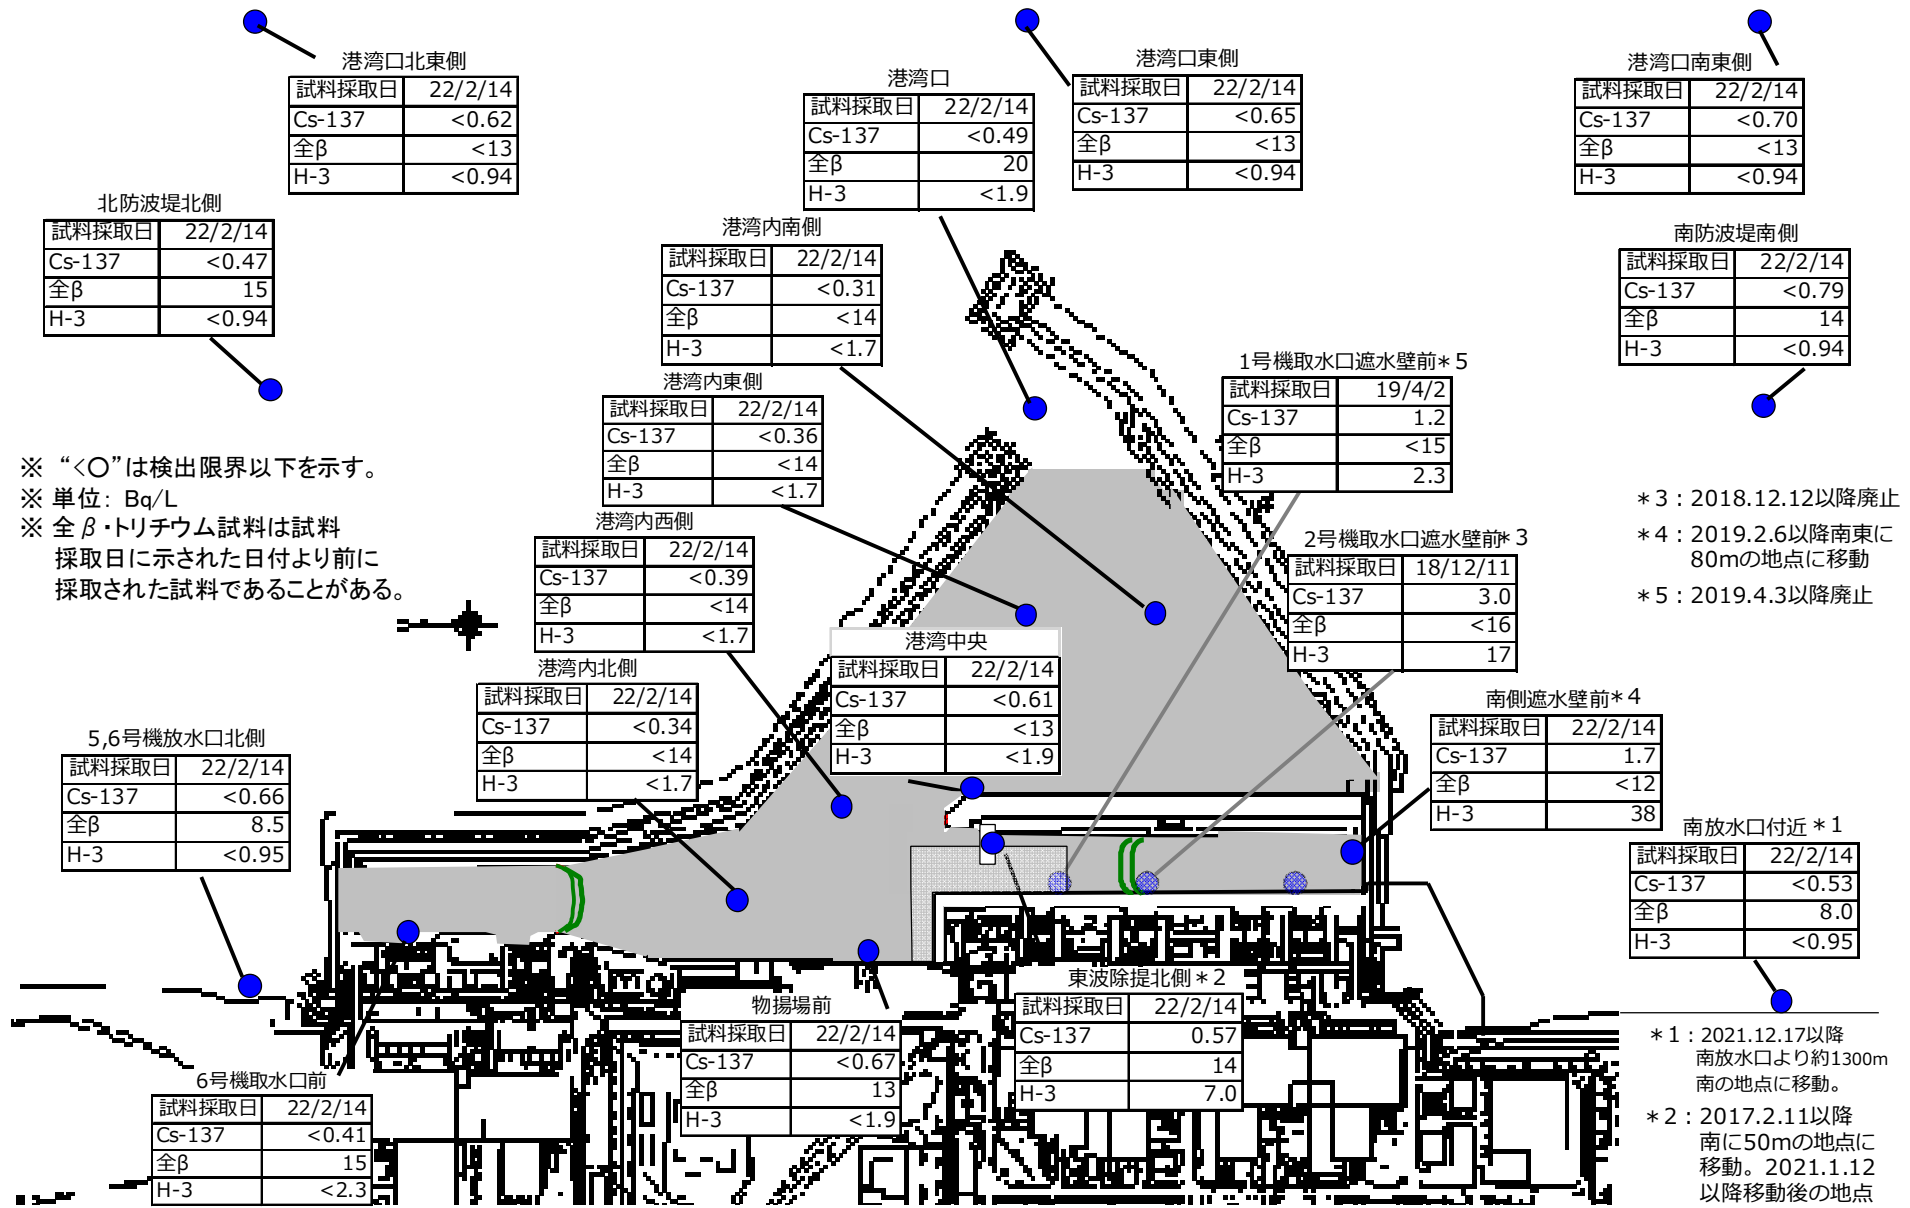 港湾口北東側
試料採取日 22/2/14
Cs-137 <0.62
全β <13
H-3 <0.94
港湾口
試料採取日 22/2/14
Cs-137 <0.49
全β 20
H-3 <1.9
港湾口東側
試料採取日 22/2/14
Cs-137 <0.65
全β <13
H-3 <0.94
港湾口南東側
試料採取日 22/2/14
Cs-137 <0.70
全β <13
H-3 <0.94
北防波堤北側
試料採取日 22/2/14
Cs-137 <0.47
全β 15
H-3 <0.94
港湾内南側
試料採取日 22/2/14
Cs-137 <0.31
全β <14
H-3 <1.7
南防波堤南側
試料採取日 22/2/14
Cs-137 <0.79
全β 14
H-3 <0.94
港湾内東側
試料採取日 22/2/14
Cs-137 <0.36
全β <14
H-3 <1.7
1号機取水口遮水壁前*5
試料採取日 19/4/2
Cs-137 1.2
全β <15
H-3 2.3
※ “<○”は検出限界以下を示す。
※ 単位: Bq/L
※ 全β・トリチウム試料は試料
採取日に示された日付より前に
採取された試料であることがある。
*3:2018.12.12以降廃止
*4:2019.2.6以降南東に
80mの地点に移動
*5:2019.4.3以降廃止
港湾内西側
試料採取日 22/2/14
Cs-137 <0.39
全β <14
H-3 <1.7
2号機取水口遮水壁前*3
試料採取日 18/12/11
Cs-137 3.0
全β <16
H-3 17
港湾中央
試料採取日 22/2/14
Cs-137 <0.61
全β <13
H-3 <1.9
港湾内北側
試料採取日 22/2/14
Cs-137 <0.34
全β <14
H-3 <1.7
南側遮水壁前*4
試料採取日 22/2/14
Cs-137 1.7
全β <12
H-3 38
5,6号機放水口北側
試料採取日 22/2/14
Cs-137 <0.66
全β 8.5
H-3 <0.95
南放水口付近*1
試料採取日 22/2/14
Cs-137 <0.53
全β 8.0
H-3 <0.95
東波除提北側*2
試料採取日 22/2/14
Cs-137 0.57
全β 14
H-3 7.0
物揚場前
試料採取日 22/2/14
Cs-137 <0.67
全β 13
H-3 <1.9
6号機取水口前
試料採取日 22/2/14
Cs-137 <0.41
全β 15
H-3 <2.3
*1:2021.12.17以降
南放水口より約1300m
南の地点に移動。
*2:2017.2.11以降
南に50mの地点に
移動。2021.1.12
以降移動後の地点